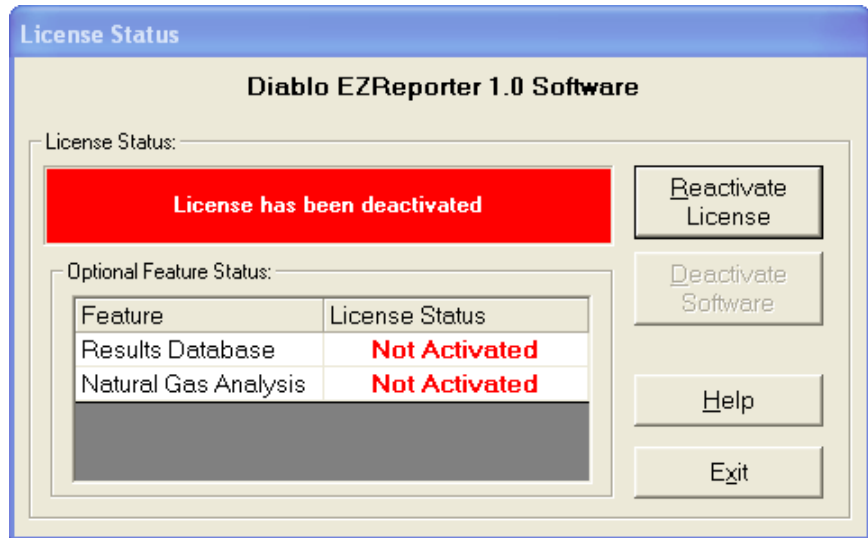 License Status
Diablo EZReporter 1.0 Software
License Status:
License has been deactivated
Reactivate
License
Optional Feature Status:
Feature License Status
Results Database Not Activated
Natural Gas Analysis Not Activated
Deactivate
Software
Help
Exit